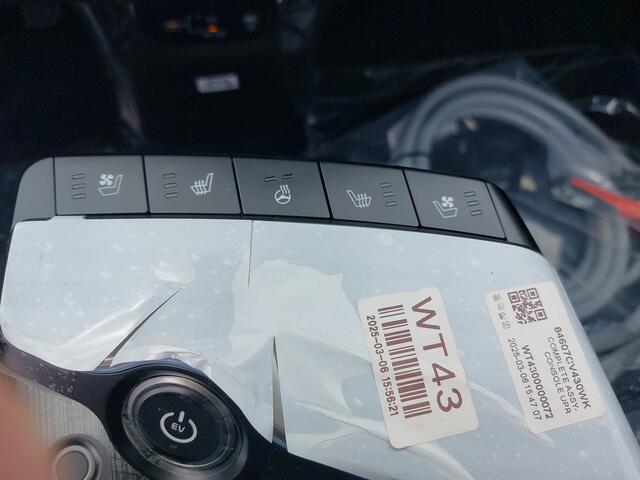 EV
WT43
2025-03-06 15:56:21
84607CV430WK
COMPLETE ASSY-
CONSOLE UPR
WT4300000072
2025-03-06 15:47:07